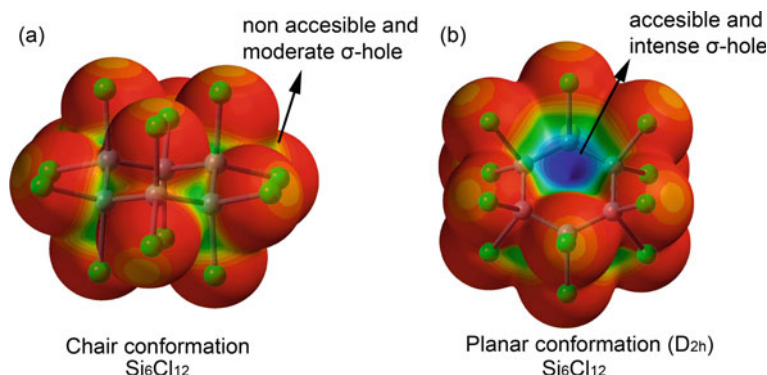 (a)
non accesible and
moderate σ-hole
Chair conformation
Si₆Cl₁₂
(b)
accesible and
intense σ-hole
Planar conformation (D₂ₕ)
Si₆Cl₁₂